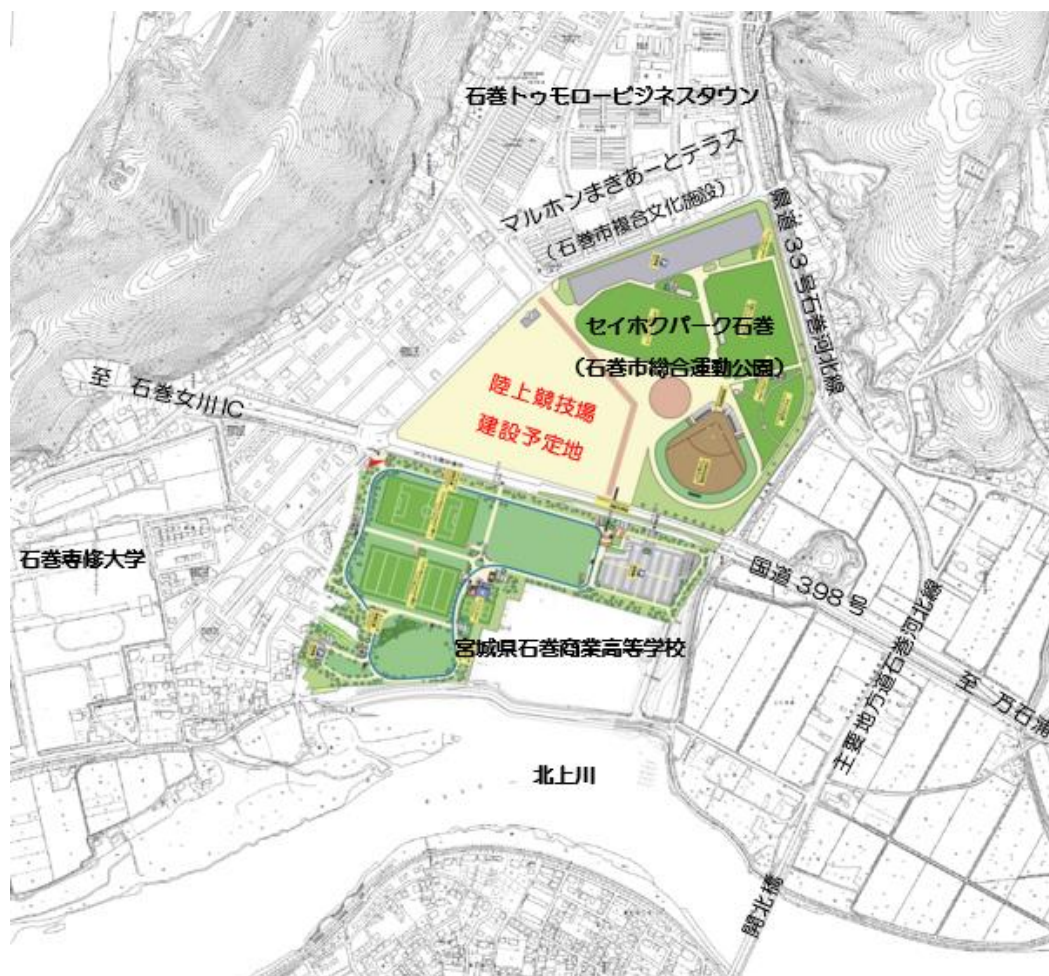 石巻トゥモロービジネスタウン
マルホンまきあーとテラス
（石巻市複合文化施設）
県道33号石巻河北線
セイホクパーク石巻
（石巻市総合運動公園）
陸上競技場
建設予定地
至 石巻女川IC
石巻専修大学
国道398号
宮城県石巻商業高等学校
主要地方道石巻河北線
至 万石浦
北上川
開北橋